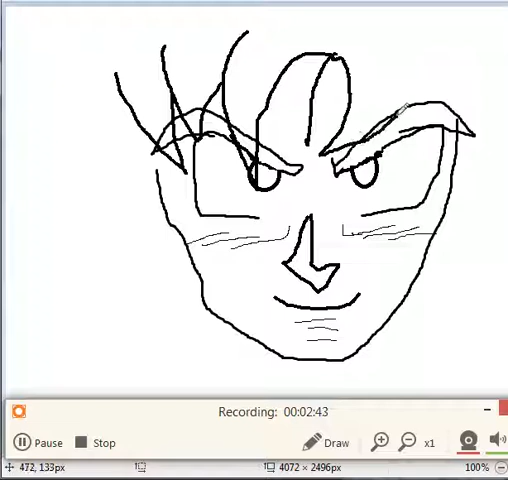 Recording: 00:02:43
Pause Stop Draw x1
472, 133px 4072 × 2496px 100%